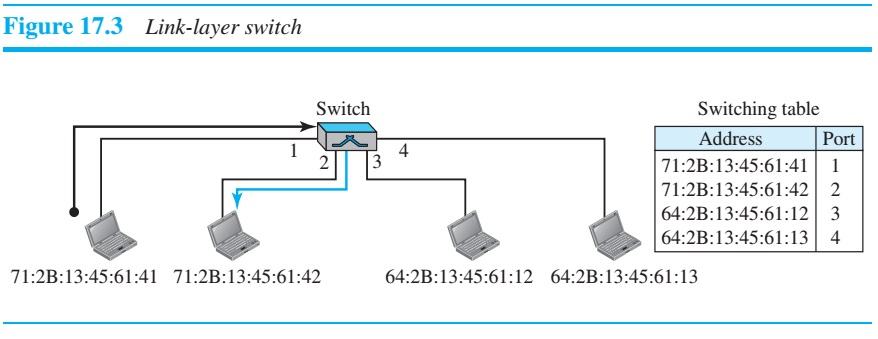 Figure 17.3 Link-layer switch
Switch
1 2 3 4
71:2B:13:45:61:41 71:2B:13:45:61:42 64:2B:13:45:61:12 64:2B:13:45:61:13
Switching table
Address Port
71:2B:13:45:61:41 1
71:2B:13:45:61:42 2
64:2B:13:45:61:12 3
64:2B:13:45:61:13 4